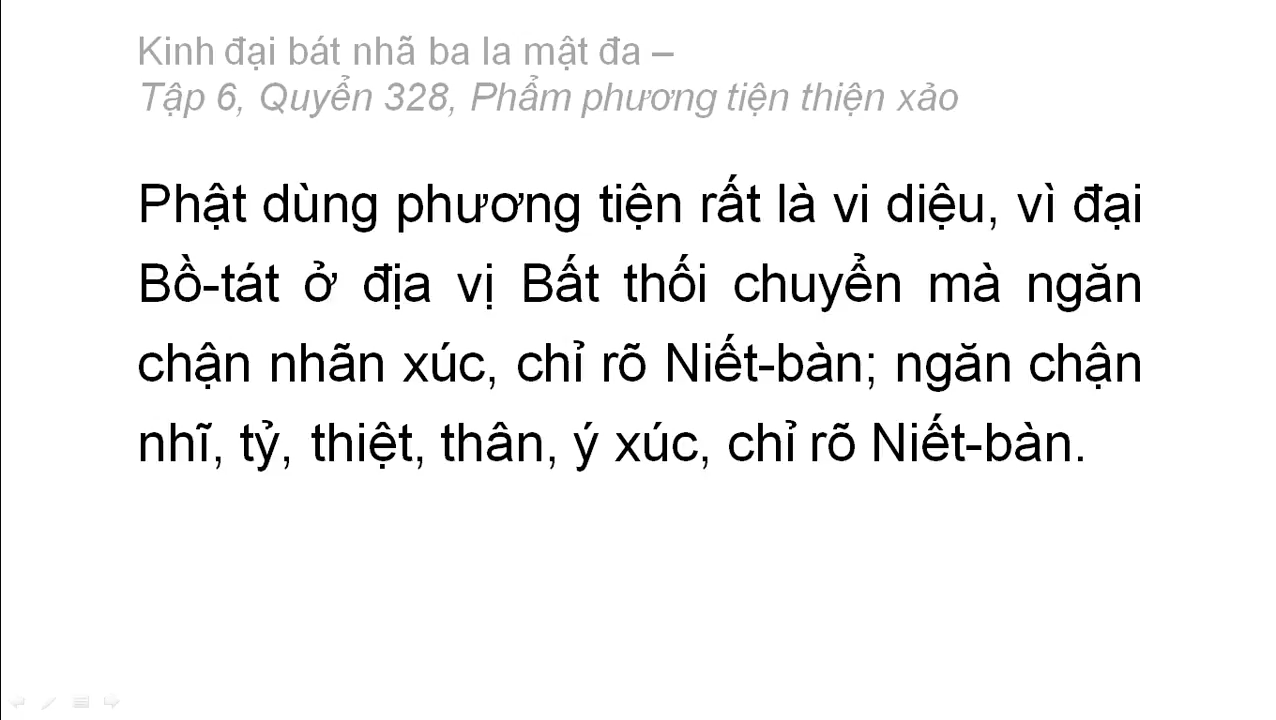 Kinh đại bát nhã ba la mật đa –
Tập 6, Quyển 328, Phẩm phương tiện thiện xảo
Phật dùng phương tiện rất là vi diệu, vì đại
Bồ-tát ở địa vị Bất thối chuyển mà ngăn
chận nhãn xúc, chỉ rõ Niết-bàn; ngăn chận
nhĩ, tỷ, thiệt, thân, ý xúc, chỉ rõ Niết-bàn.